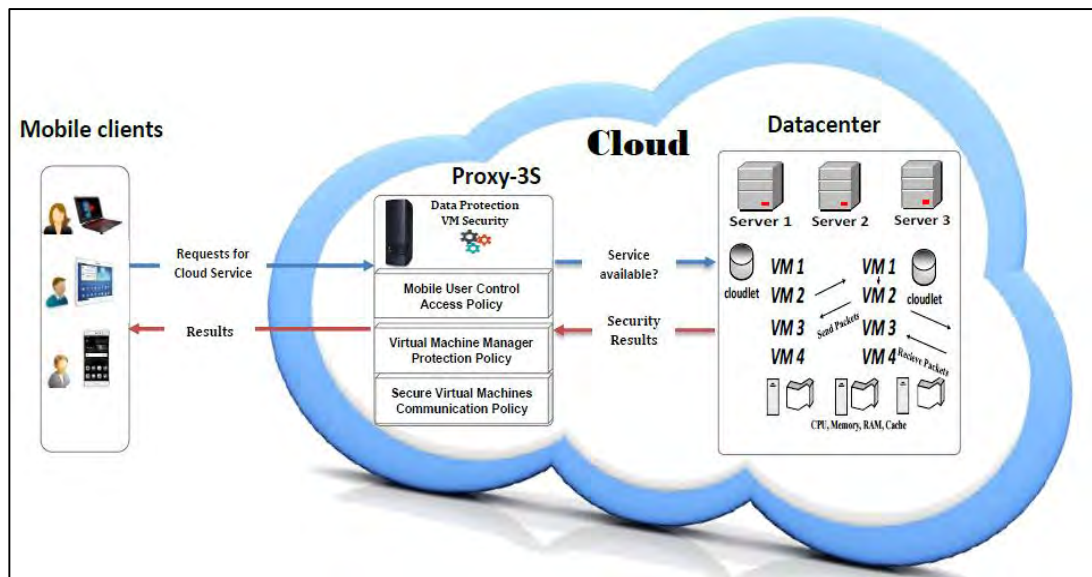 Mobile clients
Requests for
Cloud Service
Results
Cloud
Proxy-3S
Data Protection
VM Security
Mobile User Control
Access Policy
Virtual Machine Manager
Protection Policy
Secure Virtual Machines
Communication Policy
Service
available?
Security
Results
Datacenter
Server 1
Server 2
Server 3
cloudlet
VM 1
VM 2
VM 3
VM 4
Send Packets
VM 1
VM 2
VM 3
VM 4
cloudlet
Recieve Packets
CPU, Memory, RAM, Cache